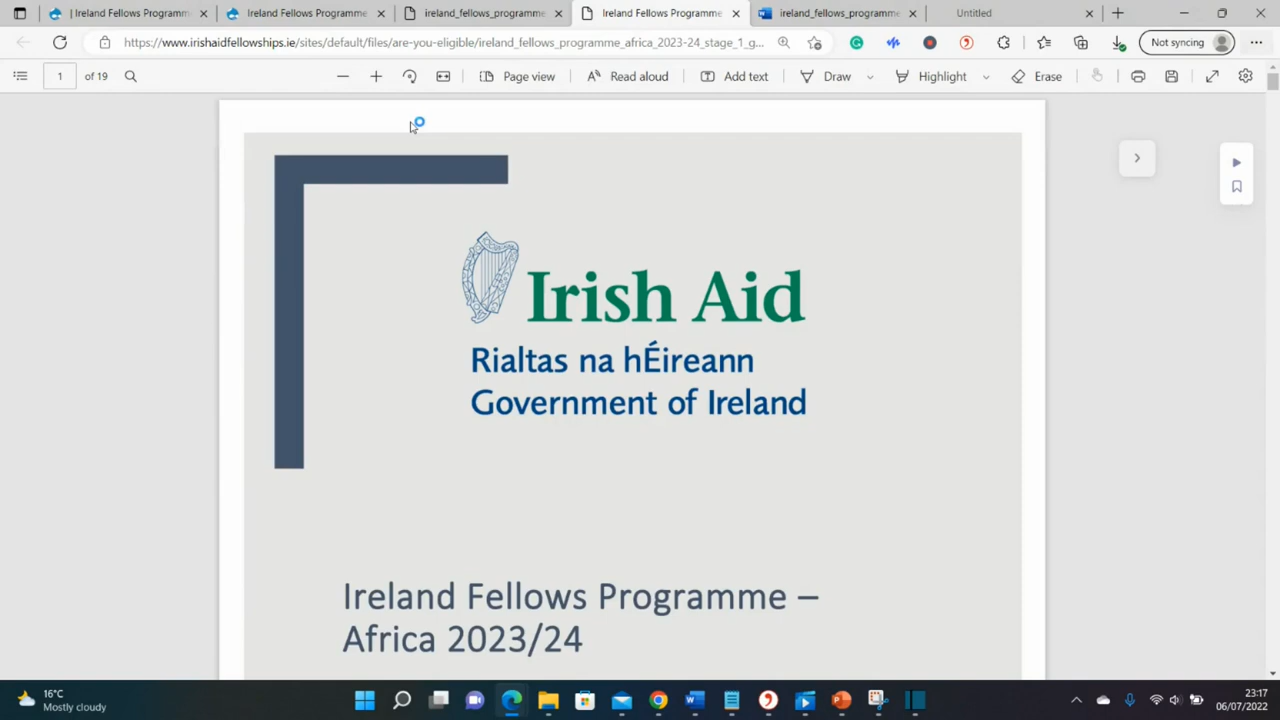 | Ireland Fellows Programm
Ireland Fellows Programme
ireland_fellows_programme
Ireland Fellows Programme
ireland_fellows_programme
Untitled
https://www.irishaidfellowships.ie/sites/default/files/are-you-eligible/ireland_fellows_programme_africa_2023-24_stage_1_g...
Not syncing
1 of 19
Page view
Read aloud
Add text
Draw
Highlight
Erase
Irish Aid
Rialtas na hÉireann
Government of Ireland
Ireland Fellows Programme –
Africa 2023/24
16°C
Mostly cloudy
23:17
06/07/2022